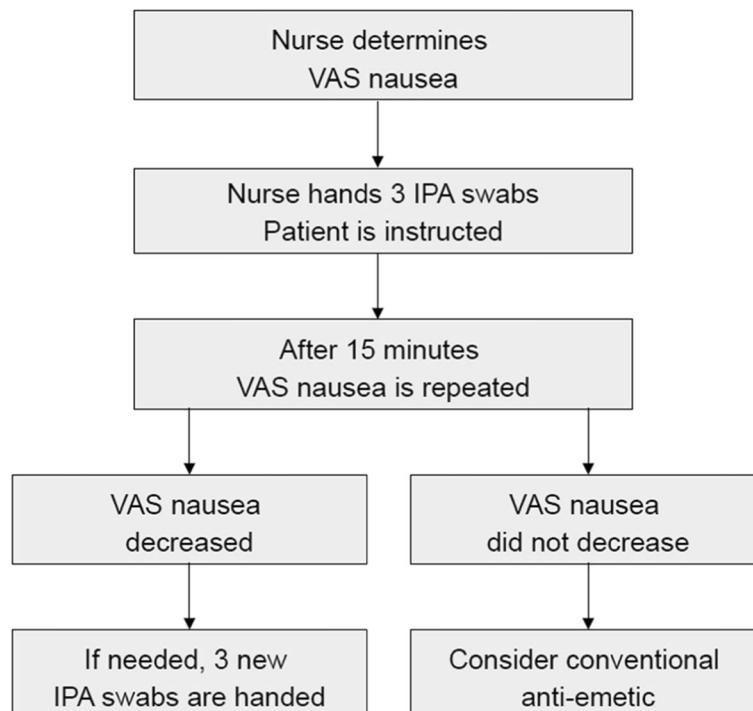 Nurse determines
VAS nausea
Nurse hands 3 IPA swabs
Patient is instructed
After 15 minutes
VAS nausea is repeated
VAS nausea
decreased
VAS nausea
did not decrease
If needed, 3 new
IPA swabs are handed
Consider conventional
anti-emetic